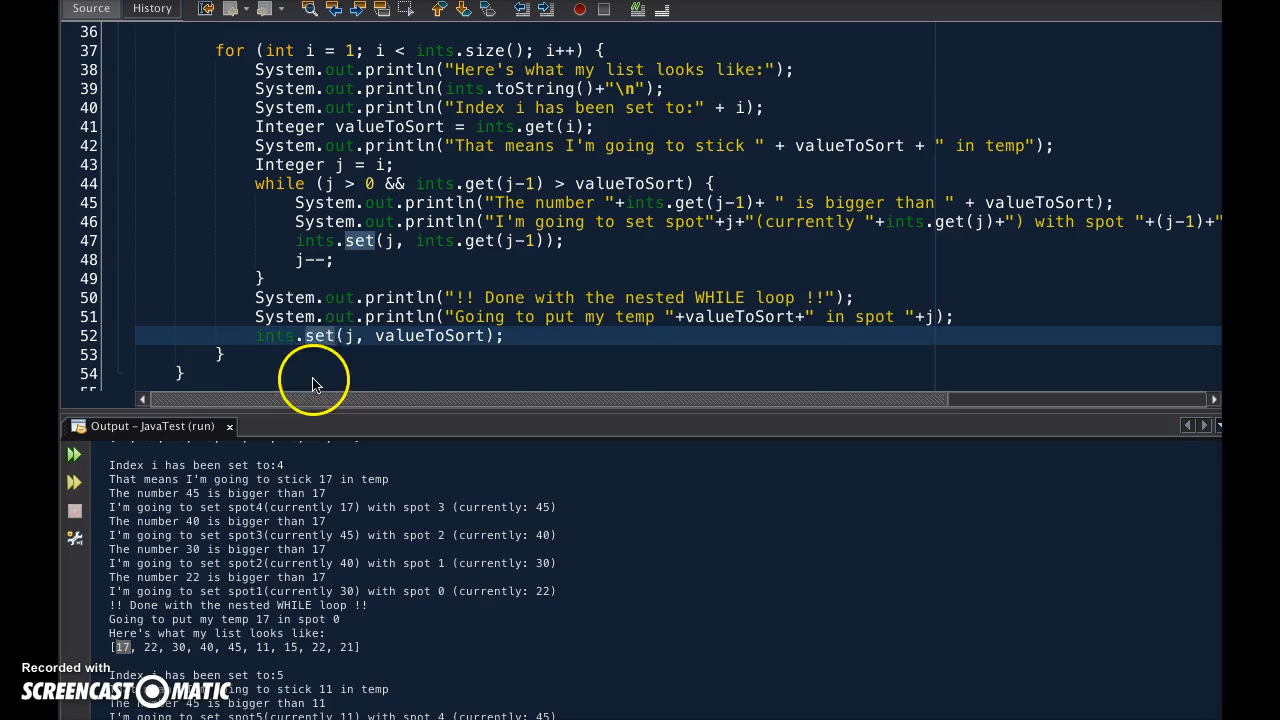 Source History
36
37 for (int i = 1; i < ints.size(); i++) {
38 System.out.println("Here's what my list looks like:");
39 System.out.println(ints.toString()+"\n");
40 System.out.println("Index i has been set to:" + i);
41 Integer valueToSort = ints.get(i);
42 System.out.println("That means I'm going to stick " + valueToSort + " in temp");
43 Integer j = i;
44 while (j > 0 && ints.get(j-1) > valueToSort) {
45 System.out.println("The number "+ints.get(j-1)+ " is bigger than " + valueToSort);
46 System.out.println("I'm going to set spot"+j+"(currently "+ints.get(j)+") with spot "+(j-1)+"
47 ints.set(j, ints.get(j-1));
48 j--;
49 }
50 System.out.println("!! Done with the nested WHILE loop !!");
51 System.out.println("Going to put my temp "+valueToSort+" in spot "+j);
52 ints.set(j, valueToSort);
53 }
54 }
Output – JavaTest (run) ×
Index i has been set to:4
That means I'm going to stick 17 in temp
The number 45 is bigger than 17
I'm going to set spot4(currently 17) with spot 3 (currently: 45)
The number 40 is bigger than 17
I'm going to set spot3(currently 45) with spot 2 (currently: 40)
The number 30 is bigger than 17
I'm going to set spot2(currently 40) with spot 1 (currently: 30)
The number 22 is bigger than 17
I'm going to set spot1(currently 30) with spot 0 (currently: 22)
!! Done with the nested WHILE loop !!
Going to put my temp 17 in spot 0
Here's what my list looks like:
[17, 22, 30, 40, 45, 11, 15, 22, 21]
Index i has been set to:5
going to stick 11 in temp
The number 45 is bigger than 11
I'm going to set spot5(currently 11) with spot 4 (currently: 45)
Recorded with
SCREENCAST-O-MATIC